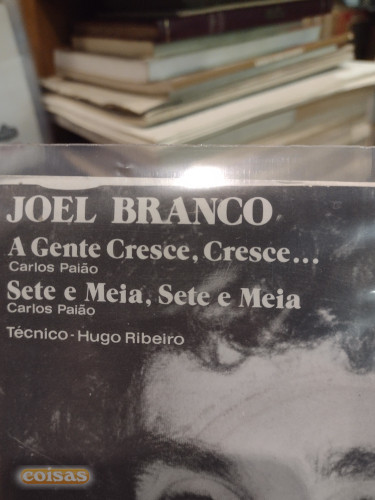 JOEL BRANCO
A Gente Cresce, Cresce...
Carlos Paião
Sete e Meia, Sete e Meia
Carlos Paião
Técnico - Hugo Ribeiro
coisas